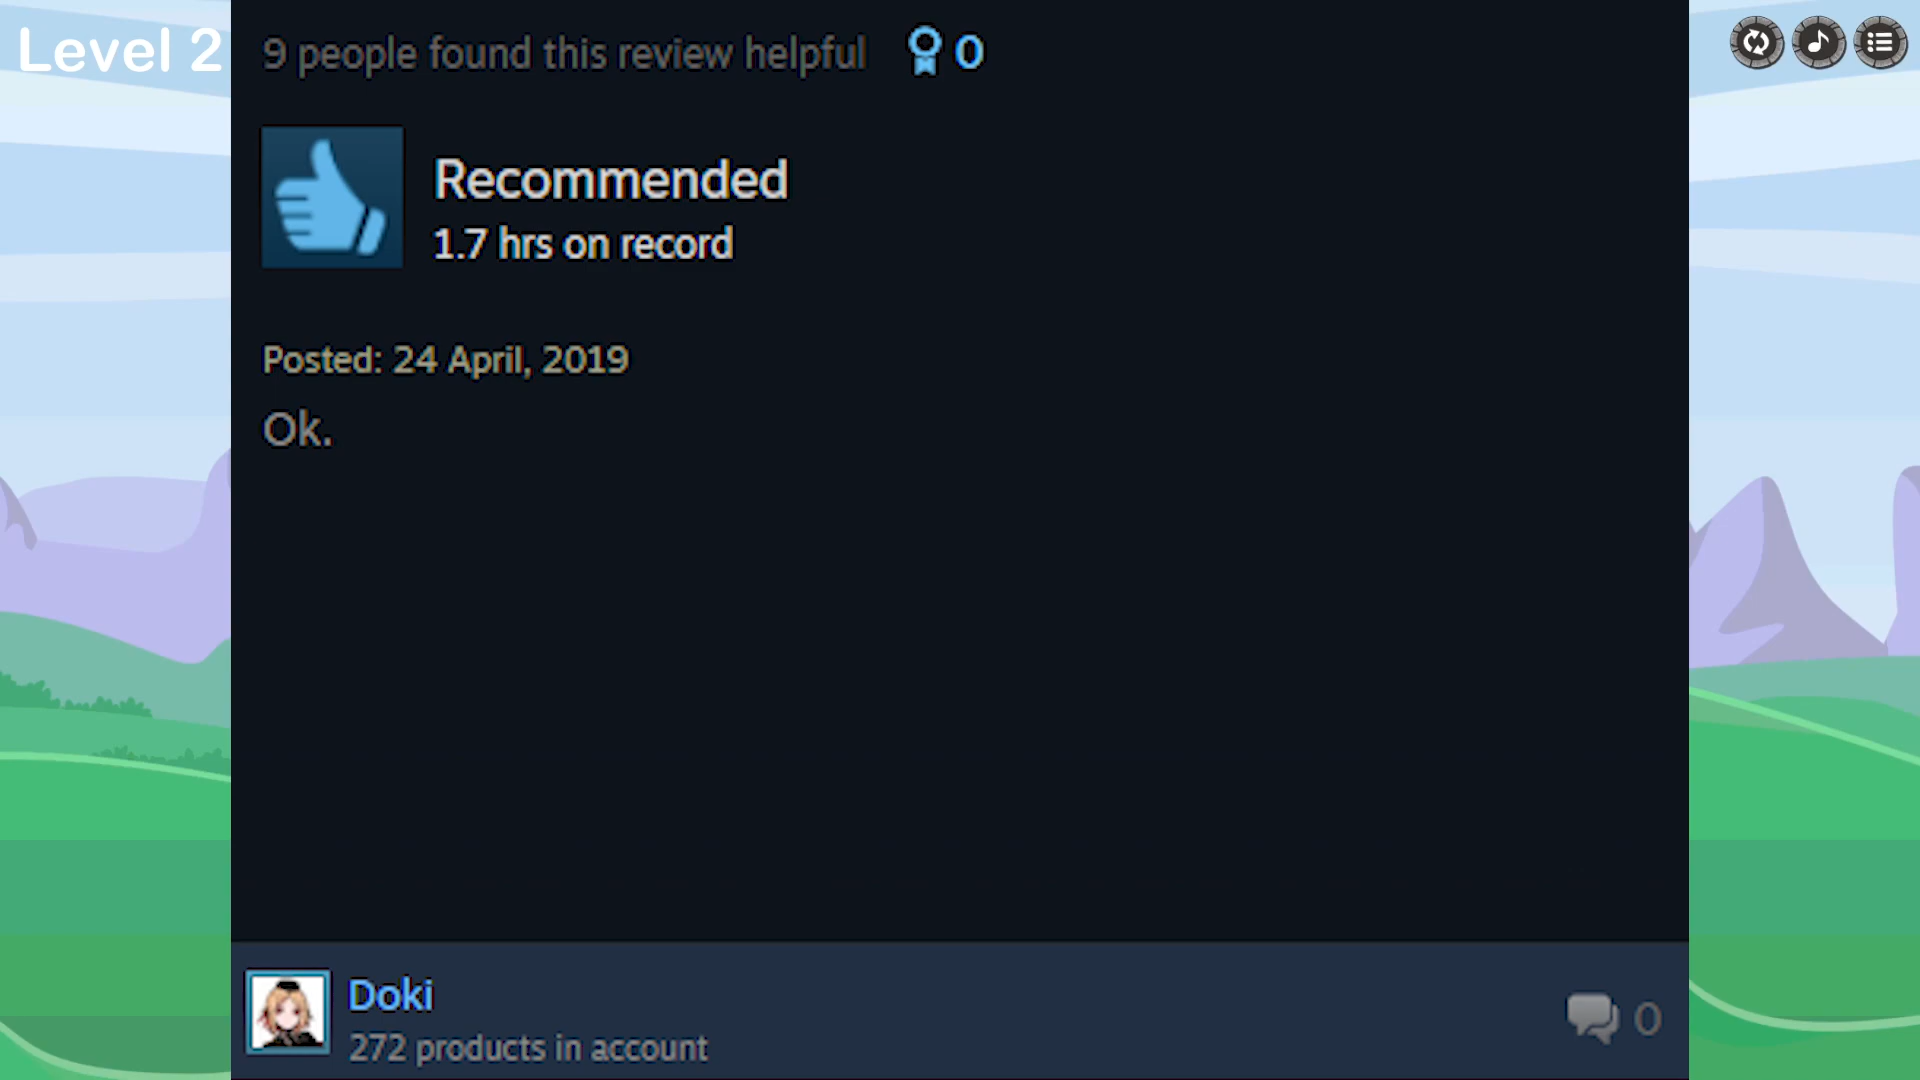 Level 2
9 people found this review helpful 0
Recommended
1.7 hrs on record
Posted: 24 April, 2019
Ok.
Doki
272 products in account
0